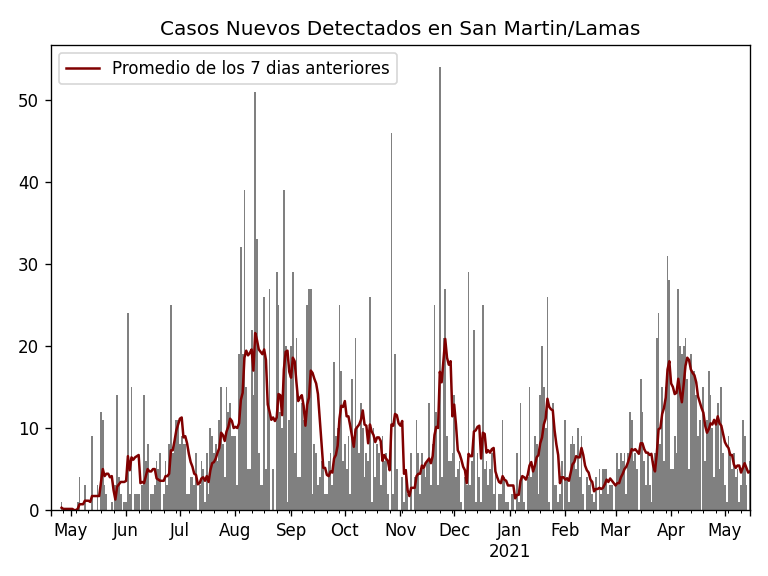 Casos Nuevos Detectados en San Martin/Lamas
Promedio de los 7 dias anteriores
50
40
30
20
10
0
May Jun Jul Aug Sep Oct Nov Dec Jan Feb Mar Apr May
2021